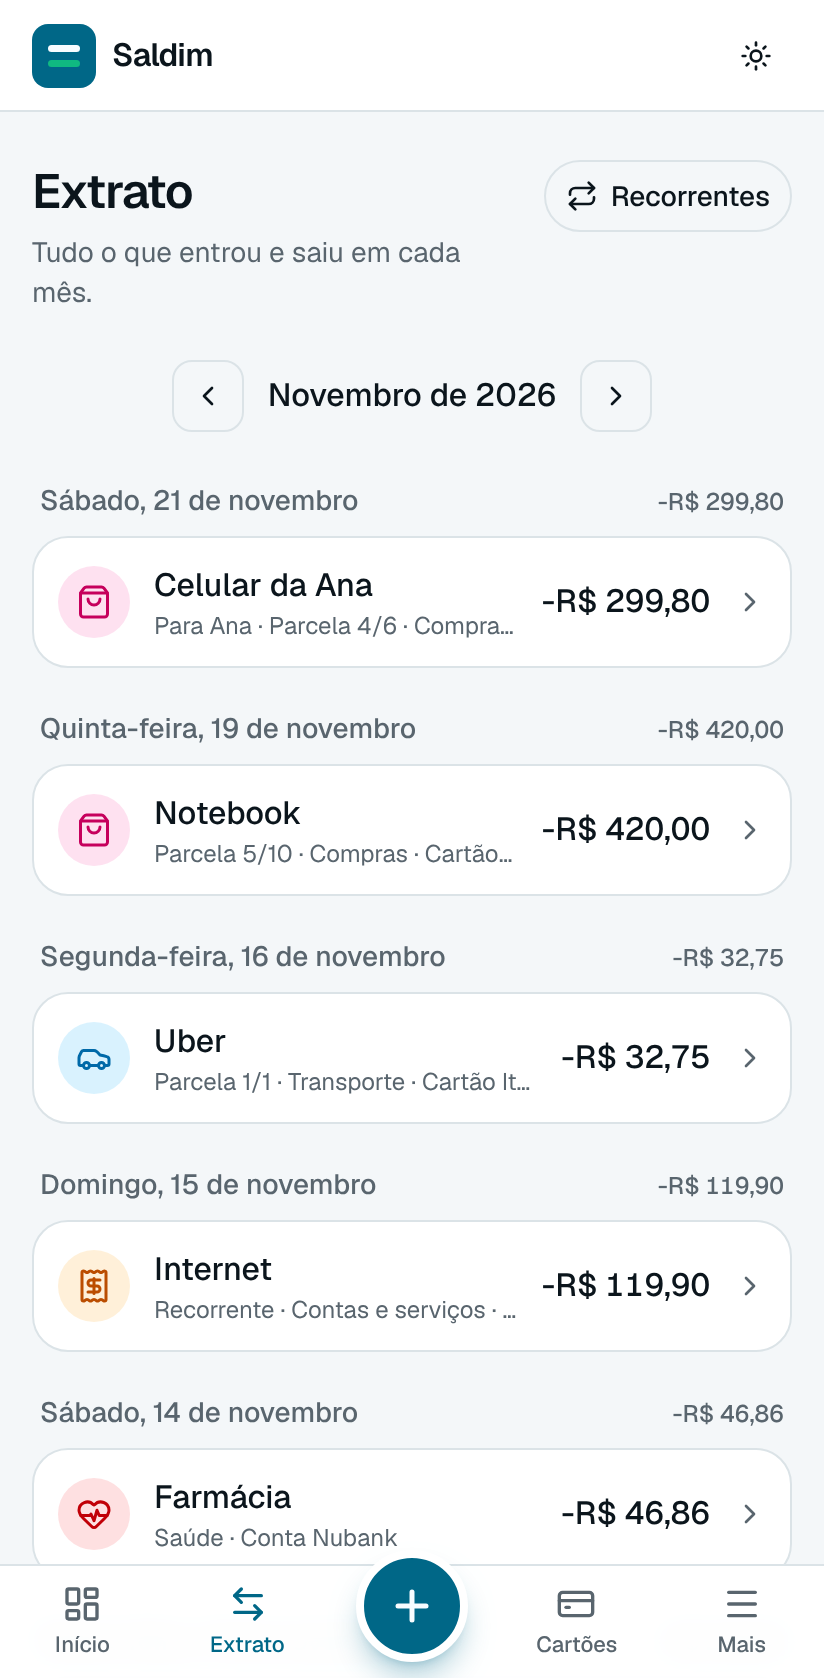 Saldim
Extrato
Recorrentes
Tudo o que entrou e saiu em cada
mês.
Novembro de 2026
Sábado, 21 de novembro
-R$ 299,80
Celular da Ana
-R$ 299,80
Para Ana · Parcela 4/6 · Compra...
Quinta-feira, 19 de novembro
-R$ 420,00
Notebook
-R$ 420,00
Parcela 5/10 · Compras · Cartão...
Segunda-feira, 16 de novembro
-R$ 32,75
Uber
-R$ 32,75
Parcela 1/1 · Transporte · Cartão It...
Domingo, 15 de novembro
-R$ 119,90
Internet
-R$ 119,90
Recorrente · Contas e serviços · ...
Sábado, 14 de novembro
-R$ 46,86
Farmácia
-R$ 46,86
Saúde · Conta Nubank
Início
Extrato
Cartões
Mais